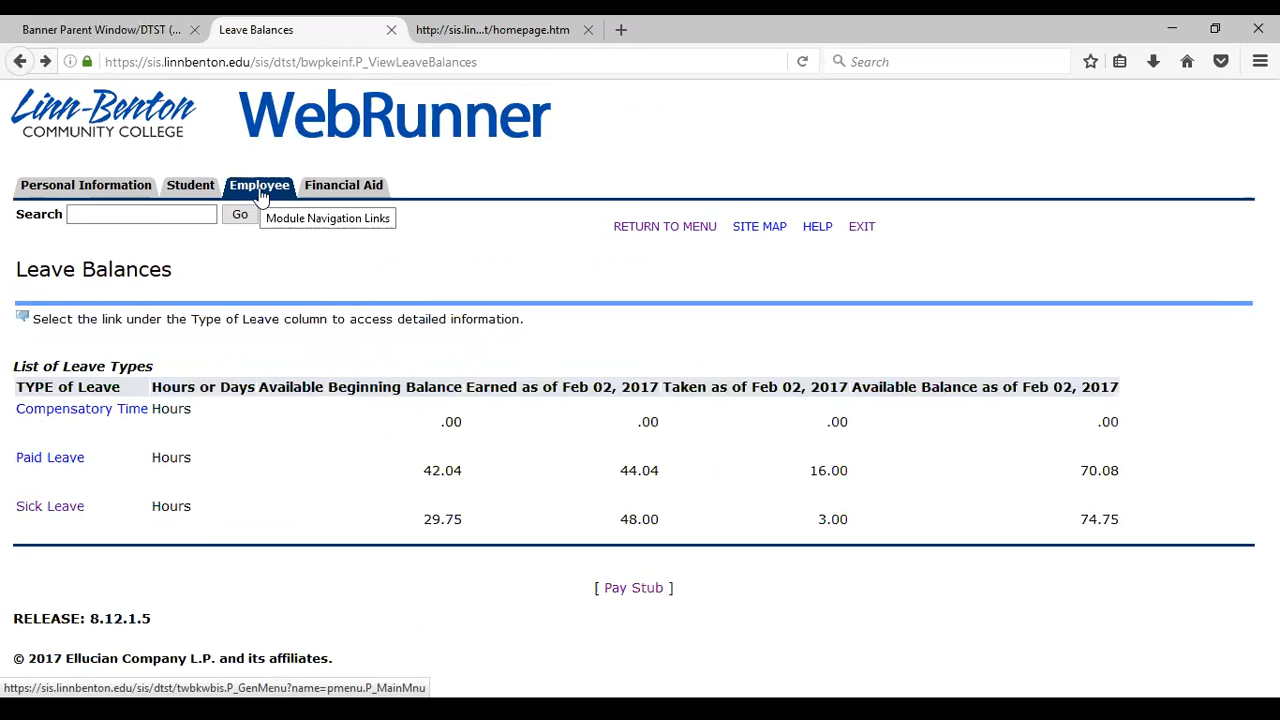 Banner Parent Window/DTST (...
Leave Balances
http://sis.lin...t/homepage.htm
https://sis.linnbenton.edu/sis/dtst/bwpkeinf.P_ViewLeaveBalances
Search
Linn-Benton
COMMUNITY COLLEGE
WebRunner
Personal Information Student Employee Financial Aid
Search Go
Module Navigation Links
RETURN TO MENU SITE MAP HELP EXIT
Leave Balances
Select the link under the Type of Leave column to access detailed information.
List of Leave Types
TYPE of Leave Hours or Days Available Beginning Balance Earned as of Feb 02, 2017 Taken as of Feb 02, 2017 Available Balance as of Feb 02, 2017
Compensatory Time Hours
.00 .00 .00 .00
Paid Leave Hours
42.04 44.04 16.00 70.08
Sick Leave Hours
29.75 48.00 3.00 74.75
[ Pay Stub ]
RELEASE: 8.12.1.5
© 2017 Ellucian Company L.P. and its affiliates.
https://sis.linnbenton.edu/sis/dtst/twbkwbis.P_GenMenu?name=pmenu.P_MainMnu